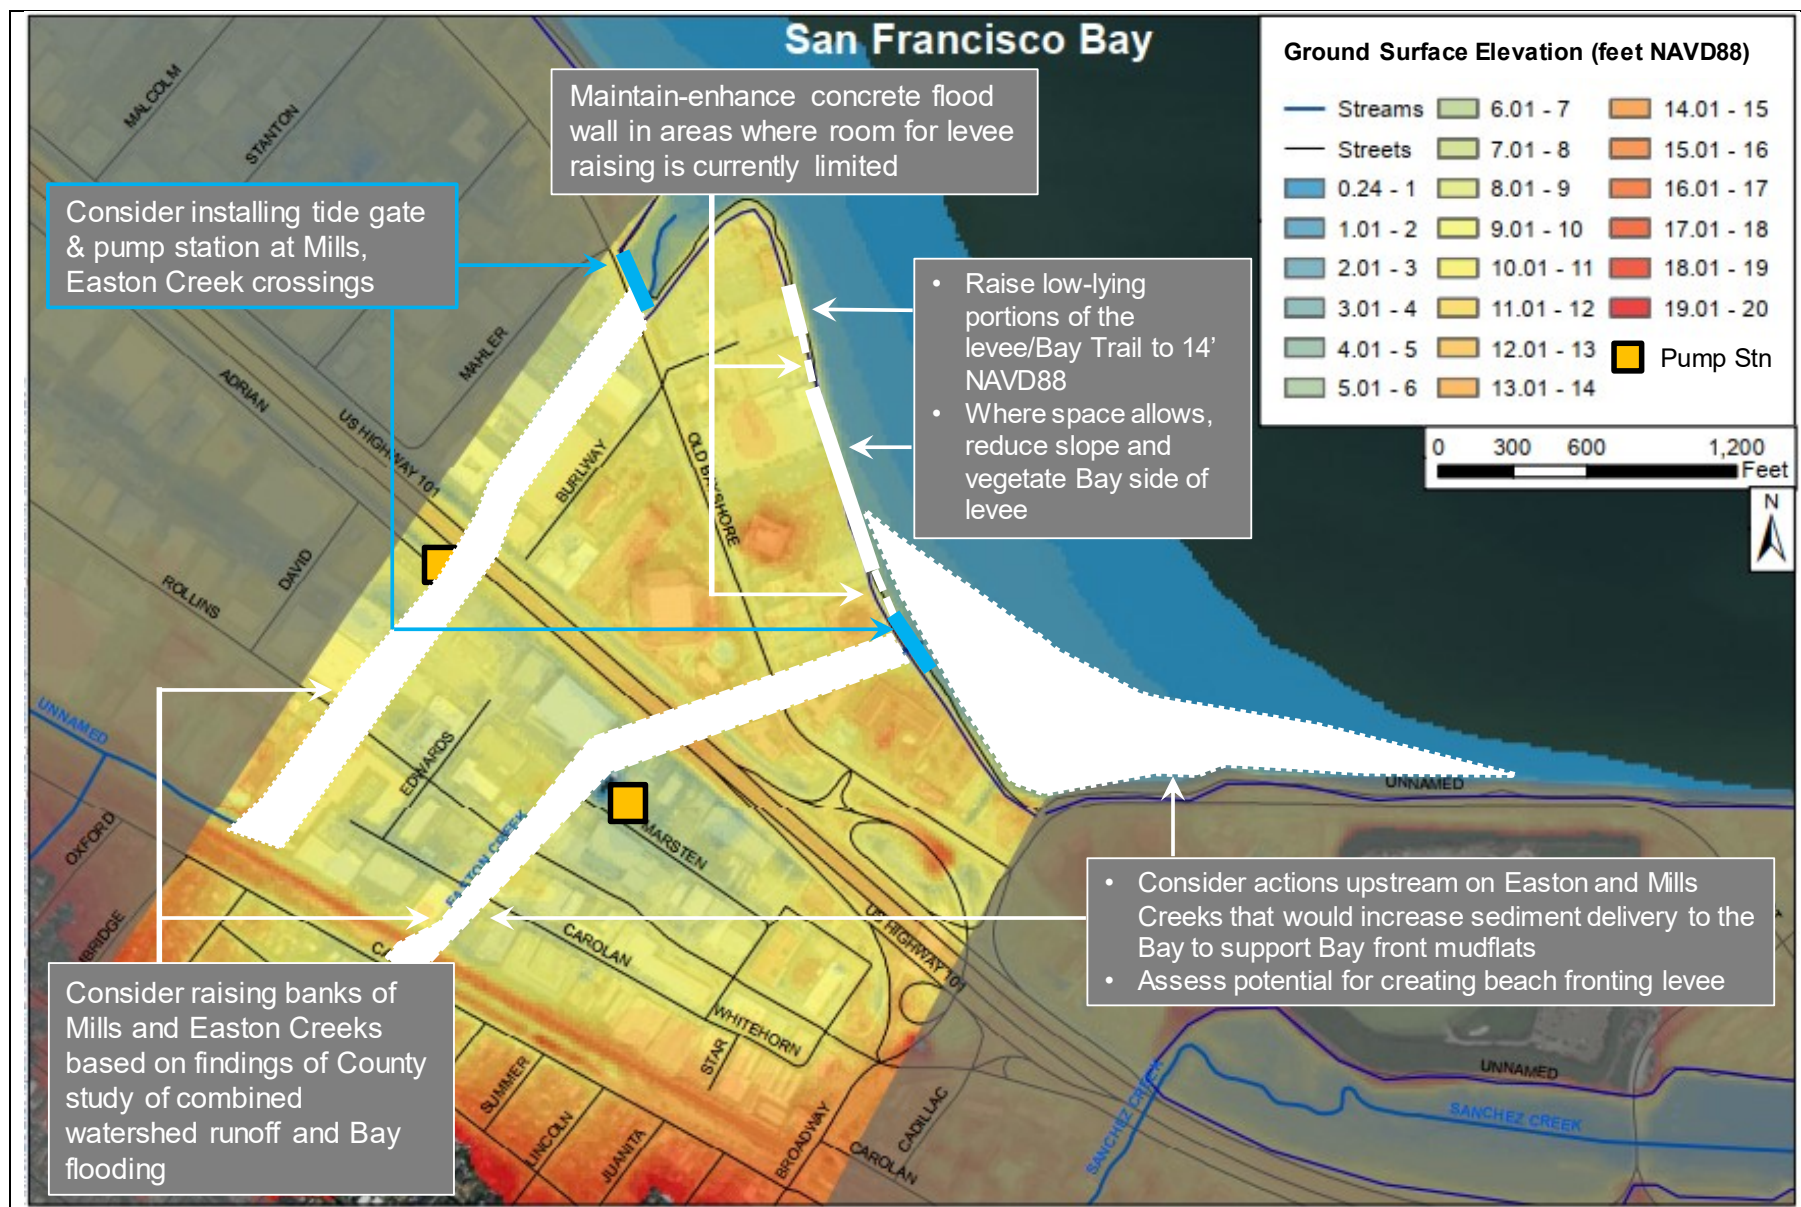 San Francisco Bay
Maintain-enhance concrete flood
wall in areas where room for levee
raising is currently limited
Consider installing tide gate
& pump station at Mills,
Easton Creek crossings
• Raise low-lying
portions of the
levee/Bay Trail to 14’
NAVD88
• Where space allows,
reduce slope and
vegetate Bay side of
levee
Ground Surface Elevation (feet NAVD88)
Streams
Streets
0.24 - 1
1.01 - 2
2.01 - 3
3.01 - 4
4.01 - 5
5.01 - 6
6.01 - 7
7.01 - 8
8.01 - 9
9.01 - 10
10.01 - 11
11.01 - 12
12.01 - 13
13.01 - 14
14.01 - 15
15.01 - 16
16.01 - 17
17.01 - 18
18.01 - 19
19.01 - 20
Pump Stn
0 300 600 1,200
Feet
N
MALCOLM
STANTON
MAHLER
ADRIAN
US HIGHWAY 101
BURLWAY
OLD BAYSHORE
DAVID
ROLLINS
UNNAMED
EDWARDS
EASTON CREEK
MARSTEN
OXFORD
CAROLAN
US HIGHWAY 101
WHITEHORN
STAR
SUMMER
LINCOLN
JUANITA
BROADWAY
CAROLAN
CADILLAC
UNNAMED
UNNAMED
SANCHEZ CREEK
SANCHEZ CREEK
• Consider actions upstream on Easton and Mills
Creeks that would increase sediment delivery to the
Bay to support Bay front mudflats
• Assess potential for creating beach fronting levee
Consider raising banks of
Mills and Easton Creeks
based on findings of County
study of combined
watershed runoff and Bay
flooding